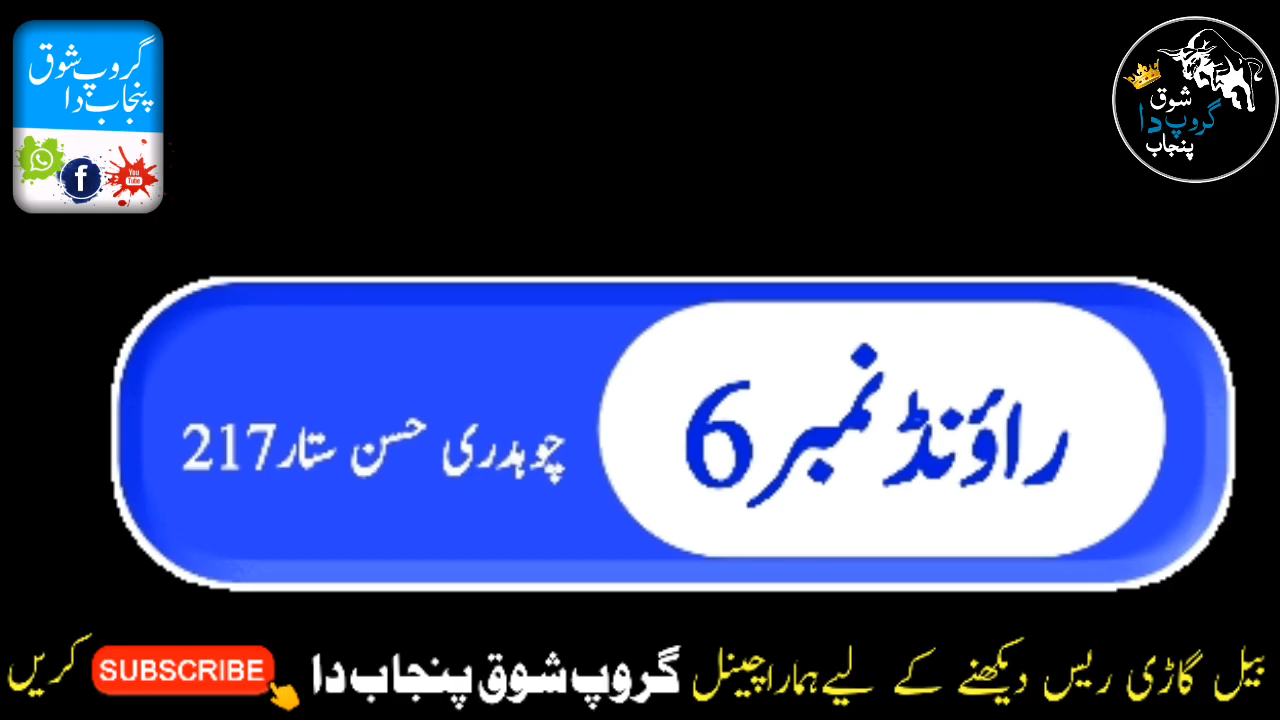 گروپ شوق
پنجاب دا
You
Tube
شوق
گروپ دا
پنجاب
راؤنڈ نمبر 6
چوہدری حسن ستار 217
بیل گاڑی ریس دیکھنے کے لیے ہمارا چینل گروپ شوق پنجاب دا SUBSCRIBE کریں